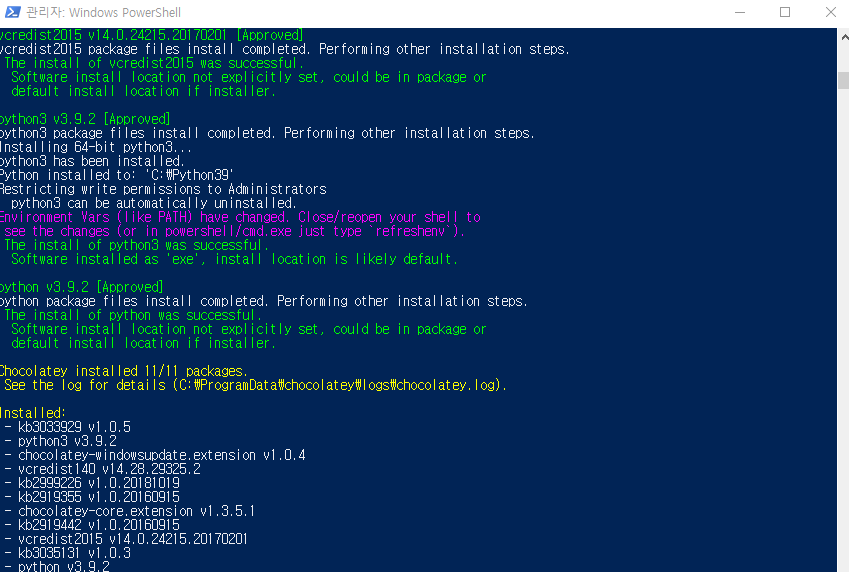 관리자: Windows PowerShell
vcredist2015 v14.0.24215.20170201 [Approved]
vcredist2015 package files install completed. Performing other installation steps.
The install of vcredist2015 was successful.
Software install location not explicitly set, could be in package or
default install location if installer.
python3 v3.9.2 [Approved]
python3 package files install completed. Performing other installation steps.
Installing 64-bit python3...
python3 has been installed.
Python installed to: 'C:₩Python39'
Restricting write permissions to Administrators
python3 can be automatically uninstalled.
Environment Vars (like PATH) have changed. Close/reopen your shell to
see the changes (or in powershell/cmd.exe just type `refreshenv`).
The install of python3 was successful.
Software installed as 'exe', install location is likely default.
python v3.9.2 [Approved]
python package files install completed. Performing other installation steps.
The install of python was successful.
Software install location not explicitly set, could be in package or
default install location if installer.
Chocolatey installed 11/11 packages.
See the log for details (C:₩ProgramData₩chocolatey₩logs₩chocolatey.log).
Installed:
- kb3033929 v1.0.5
- python3 v3.9.2
- chocolatey-windowsupdate.extension v1.0.4
- vcredist140 v14.28.29325.2
- kb2999226 v1.0.20181019
- kb2919355 v1.0.20160915
- chocolatey-core.extension v1.3.5.1
- kb2919442 v1.0.20160915
- vcredist2015 v14.0.24215.20170201
- kb3035131 v1.0.3
- python v3.9.2